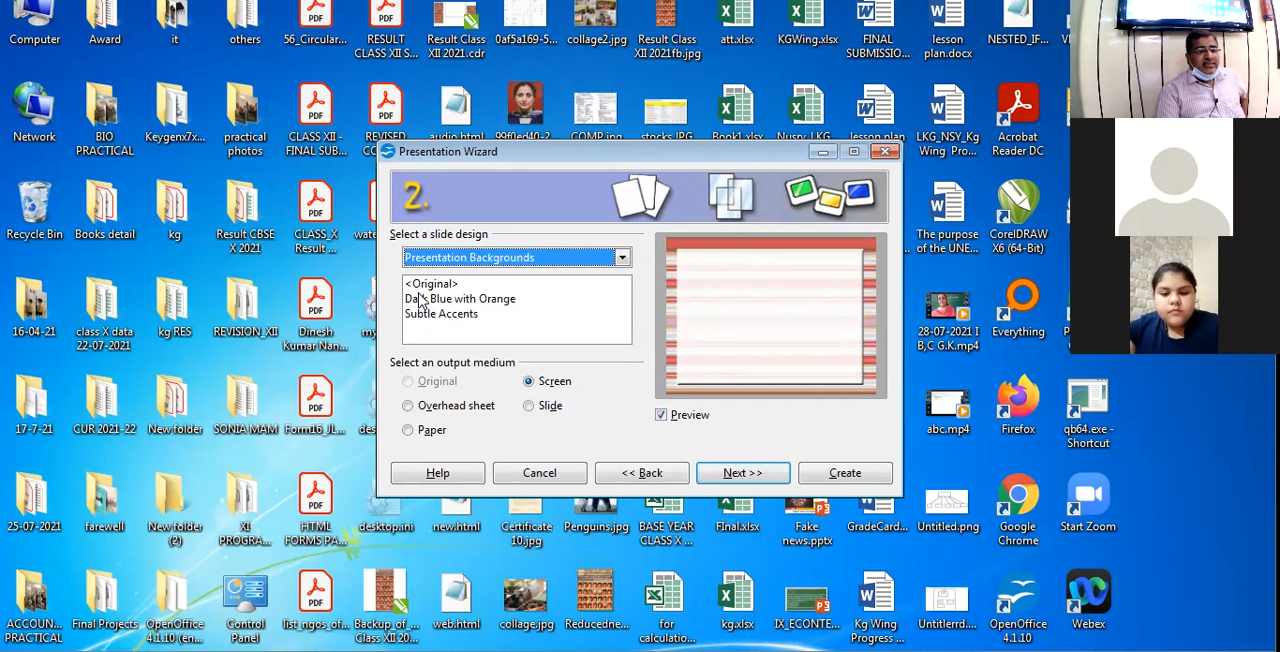 Computer
Award
it
others
56_Circular...
RESULT
CLASS XII S...
Result Class
XII 2021.cdr
0af5a169-5...
collage2.jpg
Result Class
XII 2021fb.jpg
att.xlsx
KGWing.xlsx
FINAL
SUBMISSIO...
lesson
plan.docx
NESTED_IF...
Network
BIO
PRACTICAL
Keygenx7x...
practical
photos
CLASS XII -
FINAL SUB...
REVISED
audio.html
99f0ed40-2
COMP.jpg
stocks.JPG
Book1.xlsx
Nusry LKG
lesson plan
LKG_NSY_Kg
Wing_Pro...
Acrobat
Reader DC
Presentation Wizard
2.
Select a slide design
Presentation Backgrounds
<Original>
Dark Blue with Orange
Subtle Accents
Select an output medium
Original
Screen
Overhead sheet
Slide
Paper
Preview
Help
Cancel
<< Back
Next >>
Create
Recycle Bin
Books detail
kg
Result CBSE
X 2021
CLASS_X
Result ...
The purpose
of the UNE...
CorelDRAW
X6 (64-Bit)
16-04-21
class X data
22-07-2021
kg RES
REVISION_XII
Dinesh
Kumar Nan...
28-07-2021 I
B,C G.K.mp4
Everything
17-7-21
CUR 2021-22
New folder
SONIA MAM
Form16_JL...
abc.mp4
Firefox
qb64.exe -
Shortcut
25-07-2021
farewell
New folder
(2)
XI
PROGRA...
HTML
FORMS PA...
desktop.ini
new.html
Certificate
10.jpg
Penguins.jpg
BASE YEAR
CLASS X ...
FInal.xlsx
Fake
news.pptx
GradeCard...
Untitled.png
Google
Chrome
Start Zoom
ACCOUN...
PRACTICAL
Final Projects
OpenOffice
4.1.10 (en...
Control
Panel
list_ngos_of...
Backup_of_...
Class XII 20...
web.html
collage.jpg
Reducedne...
for
calculatio...
kg.xlsx
IX_ECONTE...
Kg Wing
Progress ...
Untitlerrd....
OpenOffice
4.1.10
Webex